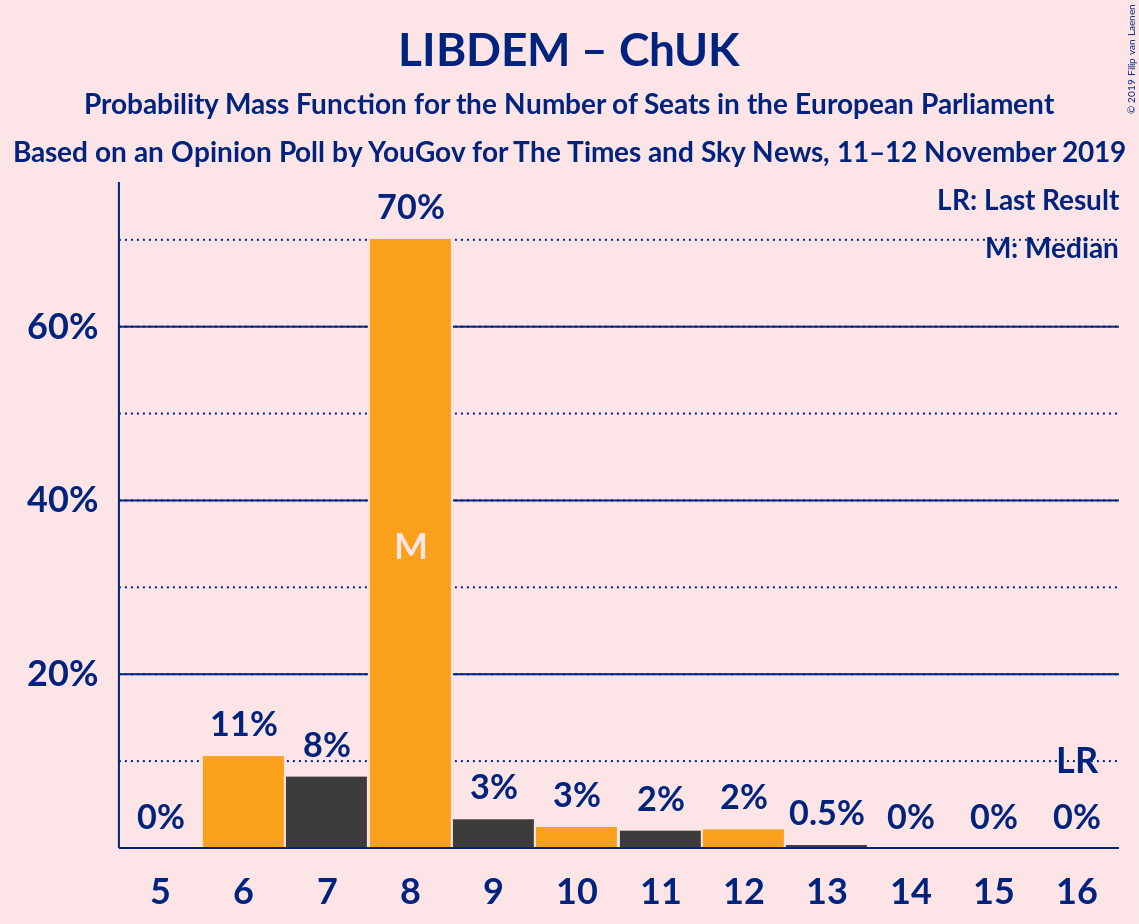 LIBDEM – ChUK
Probability Mass Function for the Number of Seats in the European Parliament
Based on an Opinion Poll by YouGov for The Times and Sky News, 11–12 November 2019
© 2019 Filip van Laenen
LR: Last Result
M: Median
70%
60%
40%
20%
M
11%
8%
3%
3%
2%
2%
0.5%
0%
0%
0%
0%
LR
5 6 7 8 9 10 11 12 13 14 15 16